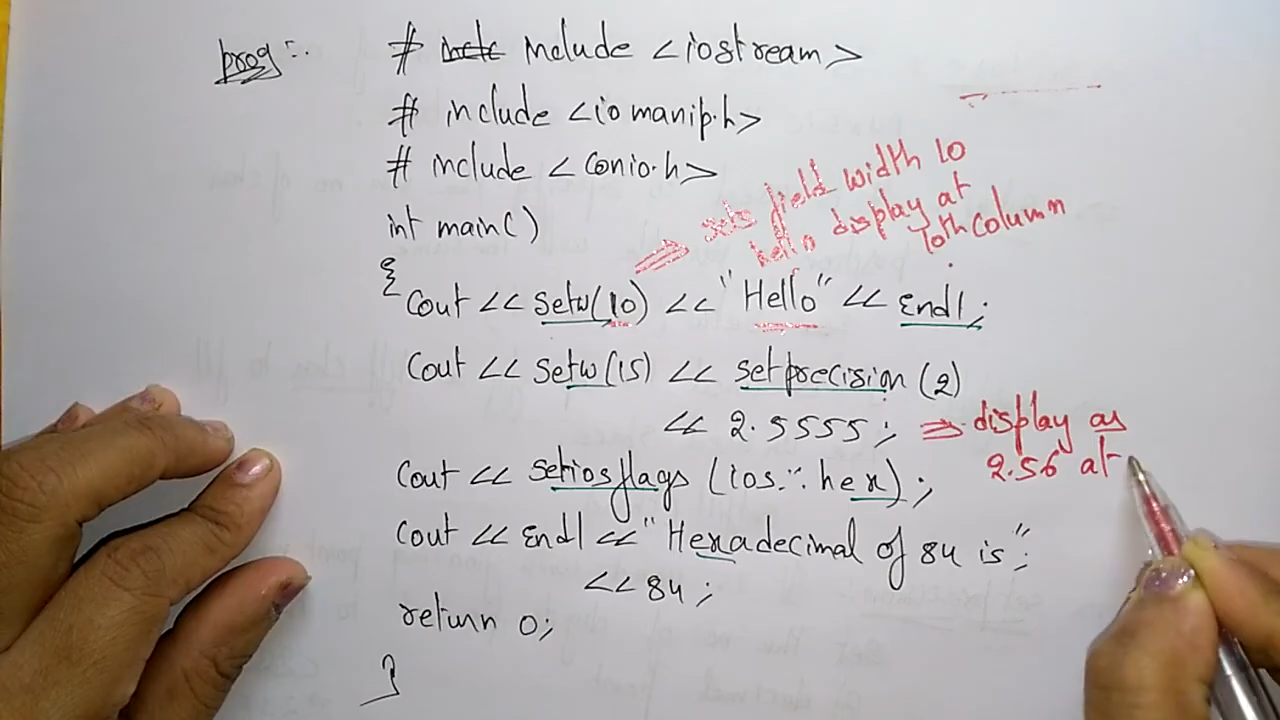 prog:-
# include <iostream>
# include <iomanip.h>
# include <conio.h>
int main()
⇒ sets field width 10
hello display at
10th column
{
cout << setw(10) << "Hello" << endl;
cout << setw(15) << setprecision (2)
<< 2.5555; ⇒ display as
2.56 at
cout << setiosflags (ios:: hex);
cout << endl << "Hexadecimal of 84 is";
<< 84;
return 0;
}